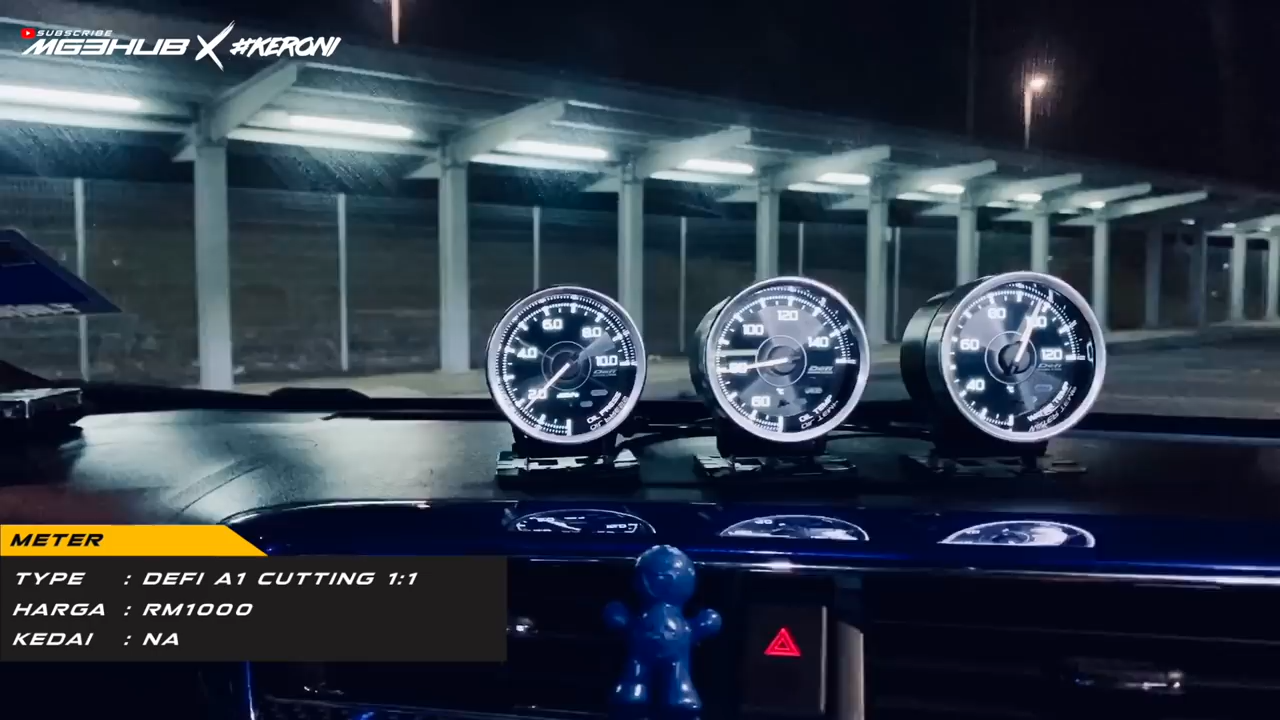 SUBSCRIBE
MG3HUB X #KERONI
2.0 4.0 6.0 8.0 10.0
Defi
OIL PRESS.
60 80 100 120 140
°C
Defi
OIL TEMP
40 60 80 120
°C
Defi
WATER TEMP
METER
TYPE : DEFI A1 CUTTING 1:1
HARGA : RM1000
KEDAI : NA